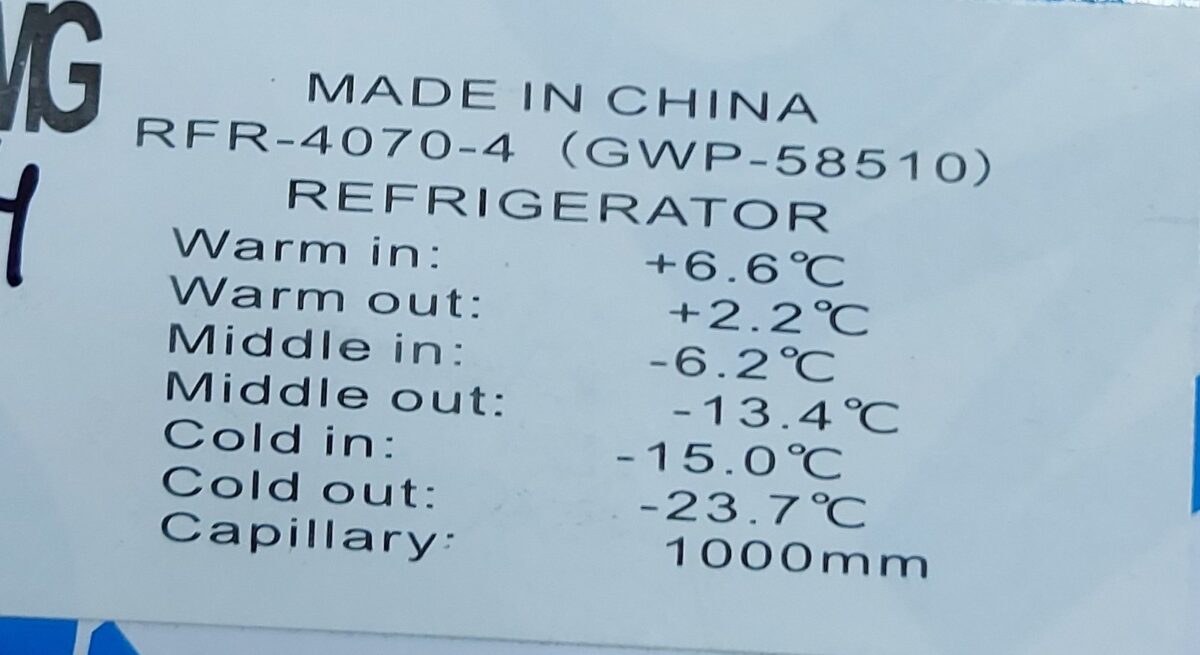 MG
MADE IN CHINA
RFR-4070-4 (GWP-58510)
REFRIGERATOR
Warm in: +6.6℃
Warm out: +2.2℃
Middle in: -6.2℃
Middle out: -13.4℃
Cold in: -15.0℃
Cold out: -23.7℃
Capillary: 1000mm